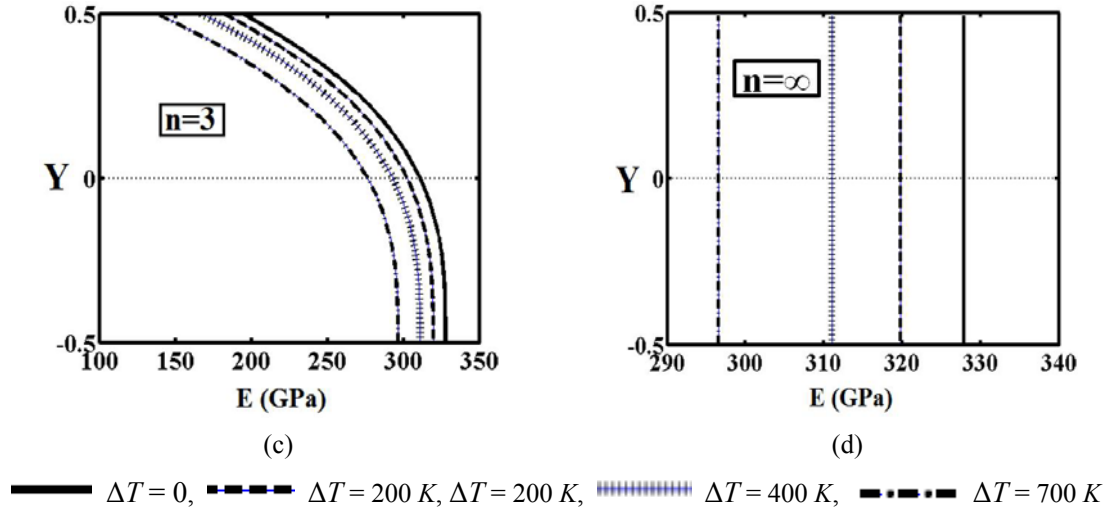 0.5
n=3
Y
0
-0.5
100 150 200 250 300 350
E (GPa)
(c)
0.5
n=∞
Y
0
-0.5
290 300 310 320 330 340
E (GPa)
(d)
ΔT = 0, ΔT = 200 K, ΔT = 200 K, ΔT = 400 K, ΔT = 700 K